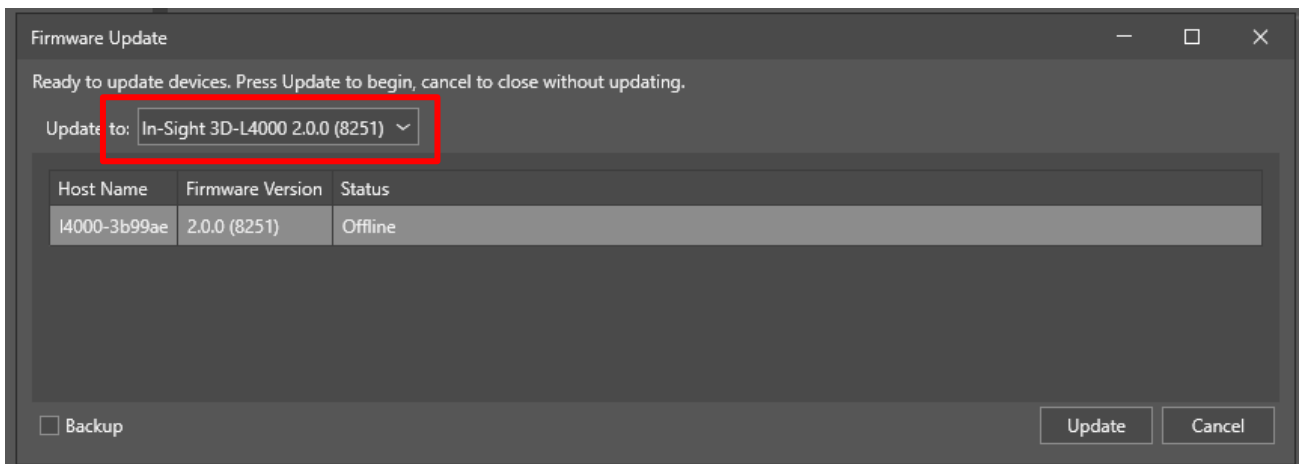 Firmware Update
Ready to update devices. Press Update to begin, cancel to close without updating.
Update to: In-Sight 3D-L4000 2.0.0 (8251)
Host Name Firmware Version Status
l4000-3b99ae 2.0.0 (8251) Offline
Backup Update Cancel